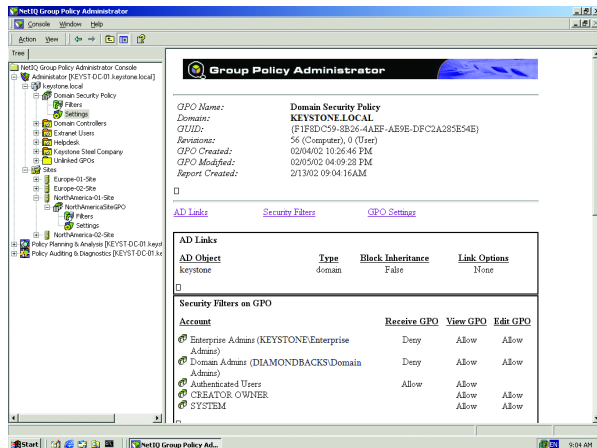 NetIQ Group Policy Administrator
Console Window Help
Action View
Tree
NetIQ Group Policy Administrator Console
Administator [KEYST-DC-01.keystone.local]
keystone.local
Domain Security Policy
Filters
Settings
Domain Controllers
Extranet Users
Helpdesk
Keystone Steel Company
Unlinked GPOs
Sites
Europe-01-Site
Europe-02-Site
NorthAmerica-01-Site
NorthAmericaSiteGPO
Filters
Settings
NorthAmerica-02-Site
Policy Planning & Analysis [KEYST-DC-01.keyst
Policy Auditing & Diagnostics [KEYST-DC-01.ke
Group Policy Administrator
GPO Name: Domain Security Policy
Domain: KEYSTONE.LOCAL
GUID: {F1F8DC59-8B26-4AEF-AE9E-DFC2A285E54E}
Revisions: 56 (Computer), 0 (User)
GPO Created: 02/04/02 10:26:46 PM
GPO Modified: 02/05/02 04:09:28 PM
Report Created: 2/13/02 09:04:16AM
AD Links Security Filters GPO Settings
AD Links
AD Object Type Block Inheritance Link Options
keystone domain False None
Security Filters on GPO
Account Receive GPO View GPO Edit GPO
Enterprise Admins (KEYSTONE\Enterprise Admins) Deny Allow Allow
Domain Admins (DIAMONDBACKS\Domain Admins) Deny Allow Allow
Authenticated Users Allow Allow
CREATOR OWNER Allow Allow
SYSTEM Allow Allow
Start NetIQ Group Policy Ad... EN 9:04 AM